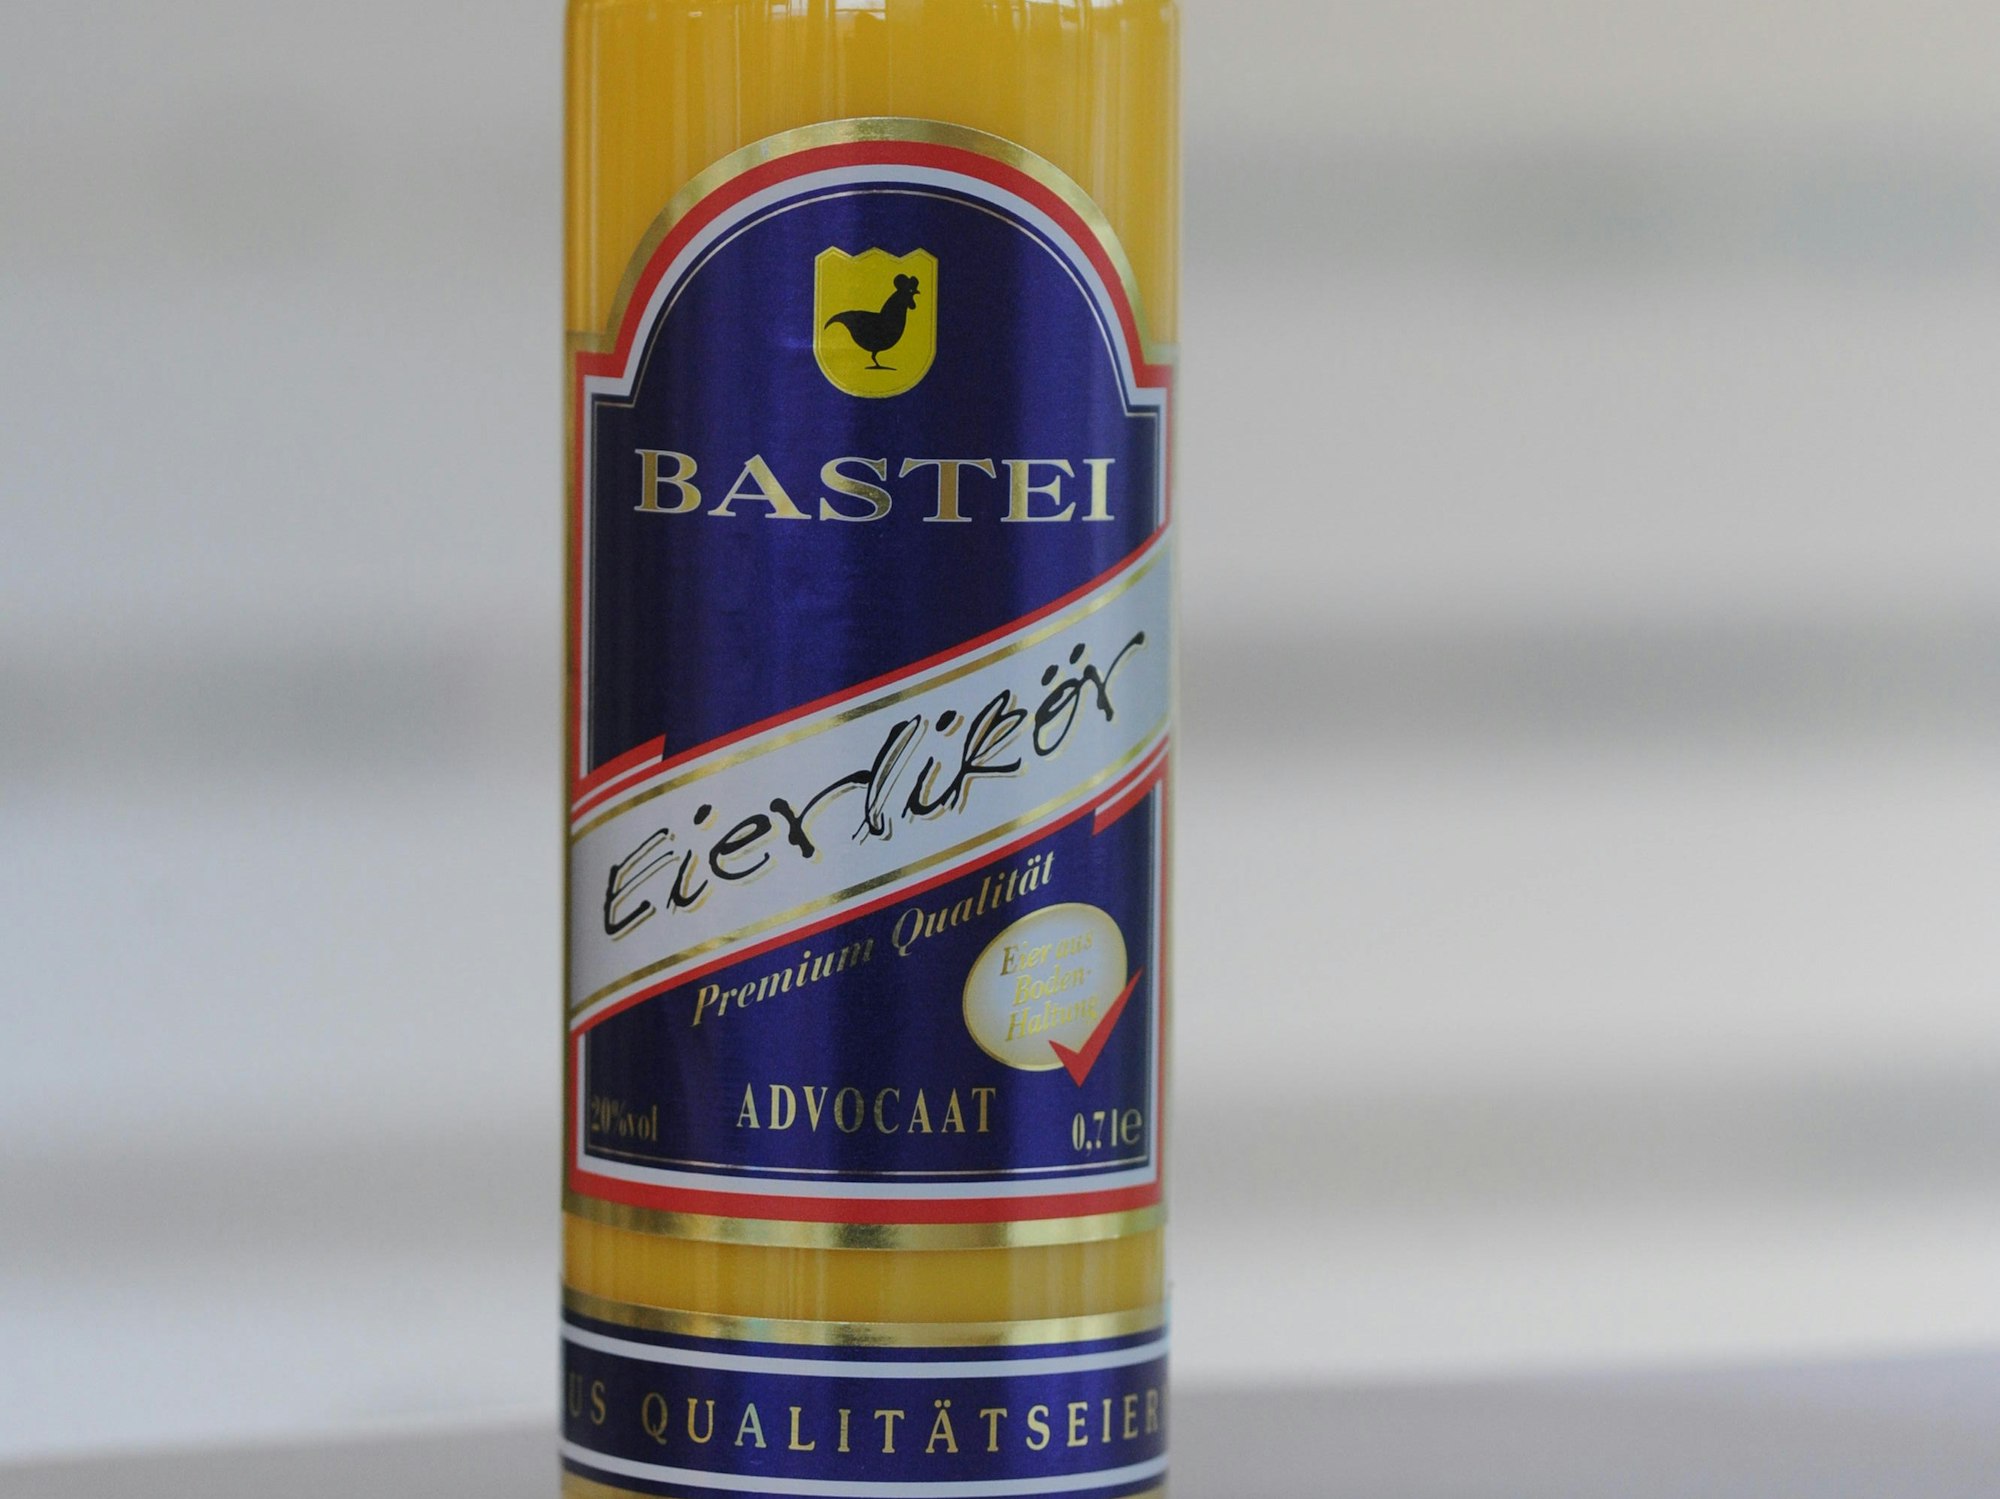 BASTEI
Eierlikör
Premium Qualität
Eier aus
Boden-
Haltung
20%vol
ADVOCAAT
0,7 l e
US QUALITÄTSEIER